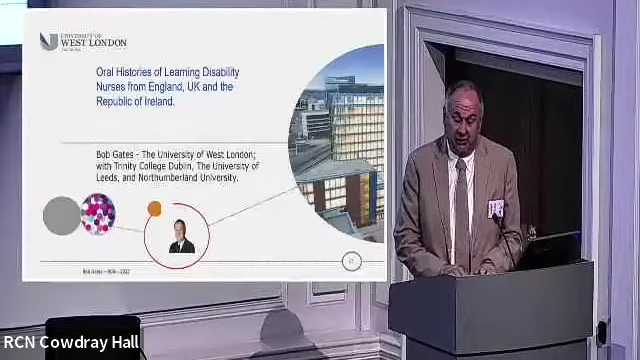 UNIVERSITY OF
WEST LONDON
Oral Histories of Learning Disability
Nurses from England, UK and the
Republic of Ireland.
Bob Gates – The University of West London;
with Trinity College Dublin, The University of
Leeds, and Northumberland University.
RCN Cowdray Hall